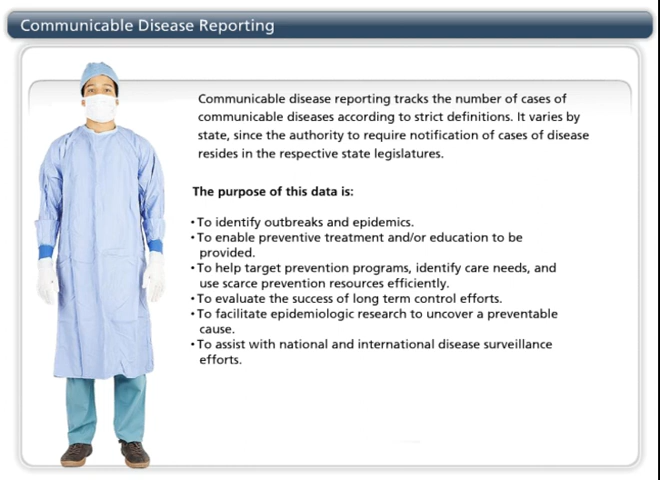 Communicable Disease Reporting
Communicable disease reporting tracks the number of cases of
communicable diseases according to strict definitions. It varies by
state, since the authority to require notification of cases of disease
resides in the respective state legislatures.
The purpose of this data is:
• To identify outbreaks and epidemics.
• To enable preventive treatment and/or education to be
provided.
• To help target prevention programs, identify care needs, and
use scarce prevention resources efficiently.
• To evaluate the success of long term control efforts.
• To facilitate epidemiologic research to uncover a preventable
cause.
• To assist with national and international disease surveillance
efforts.